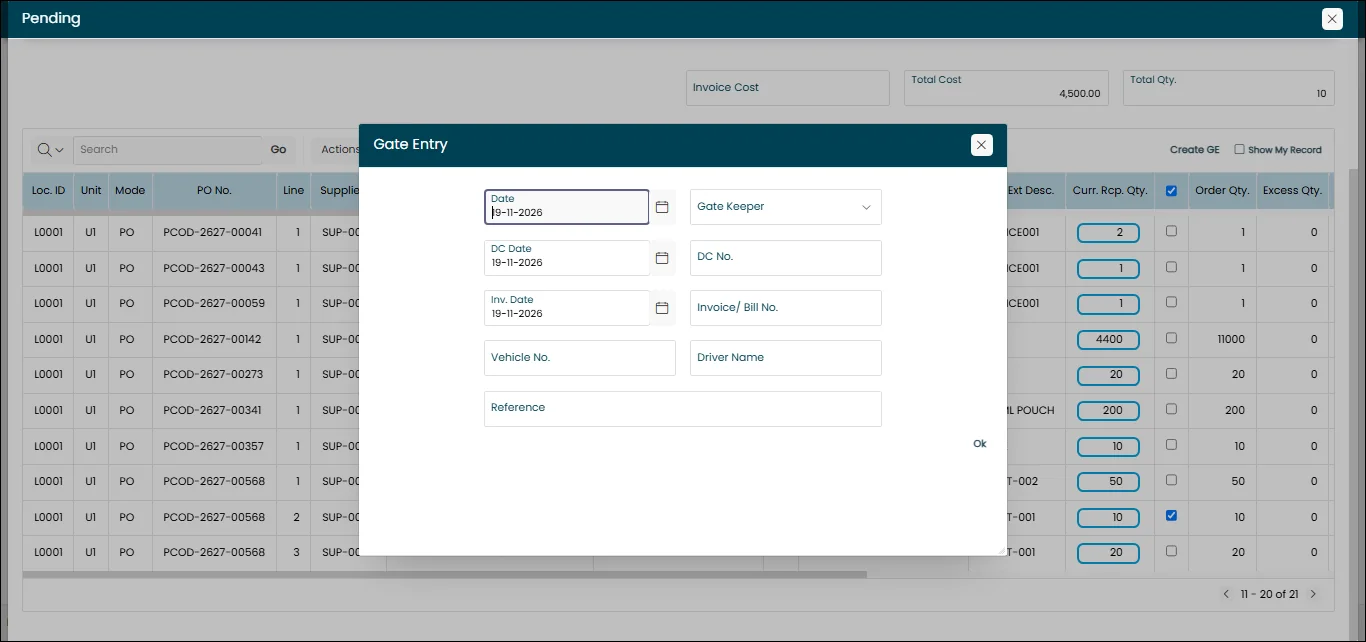 Pending
Invoice Cost
Total Cost
4,500.00
Total Qty.
10
Search Go Actions Create GE Show My Record
Gate Entry
Loc. ID Unit Mode PO No. Line Ext Desc. Curr. Rcp. Qty. Order Qty. Excess Qty.
L0001 U1 PO PCOD-2627-00041 1 2 1 0
L0001 U1 PO PCOD-2627-00043 1 1 1 0
L0001 U1 PO PCOD-2627-00059 1 1 1 0
L0001 U1 PO PCOD-2627-00142 1 4400 11000 0
L0001 U1 PO PCOD-2627-00273 1 20 20 0
L0001 U1 PO PCOD-2627-00341 1 POUCH 200 200 0
L0001 U1 PO PCOD-2627-00357 1 10 10 0
L0001 U1 PO PCOD-2627-00568 1 50 50 0
L0001 U1 PO PCOD-2627-00568 2 10 10 0
L0001 U1 PO PCOD-2627-00568 3 20 20 0
Date
19-11-2026
Gate Keeper
DC Date
19-11-2026
DC No.
Inv. Date
19-11-2026
Invoice/ Bill No.
Vehicle No.
Driver Name
Reference
Ok
11 - 20 of 21